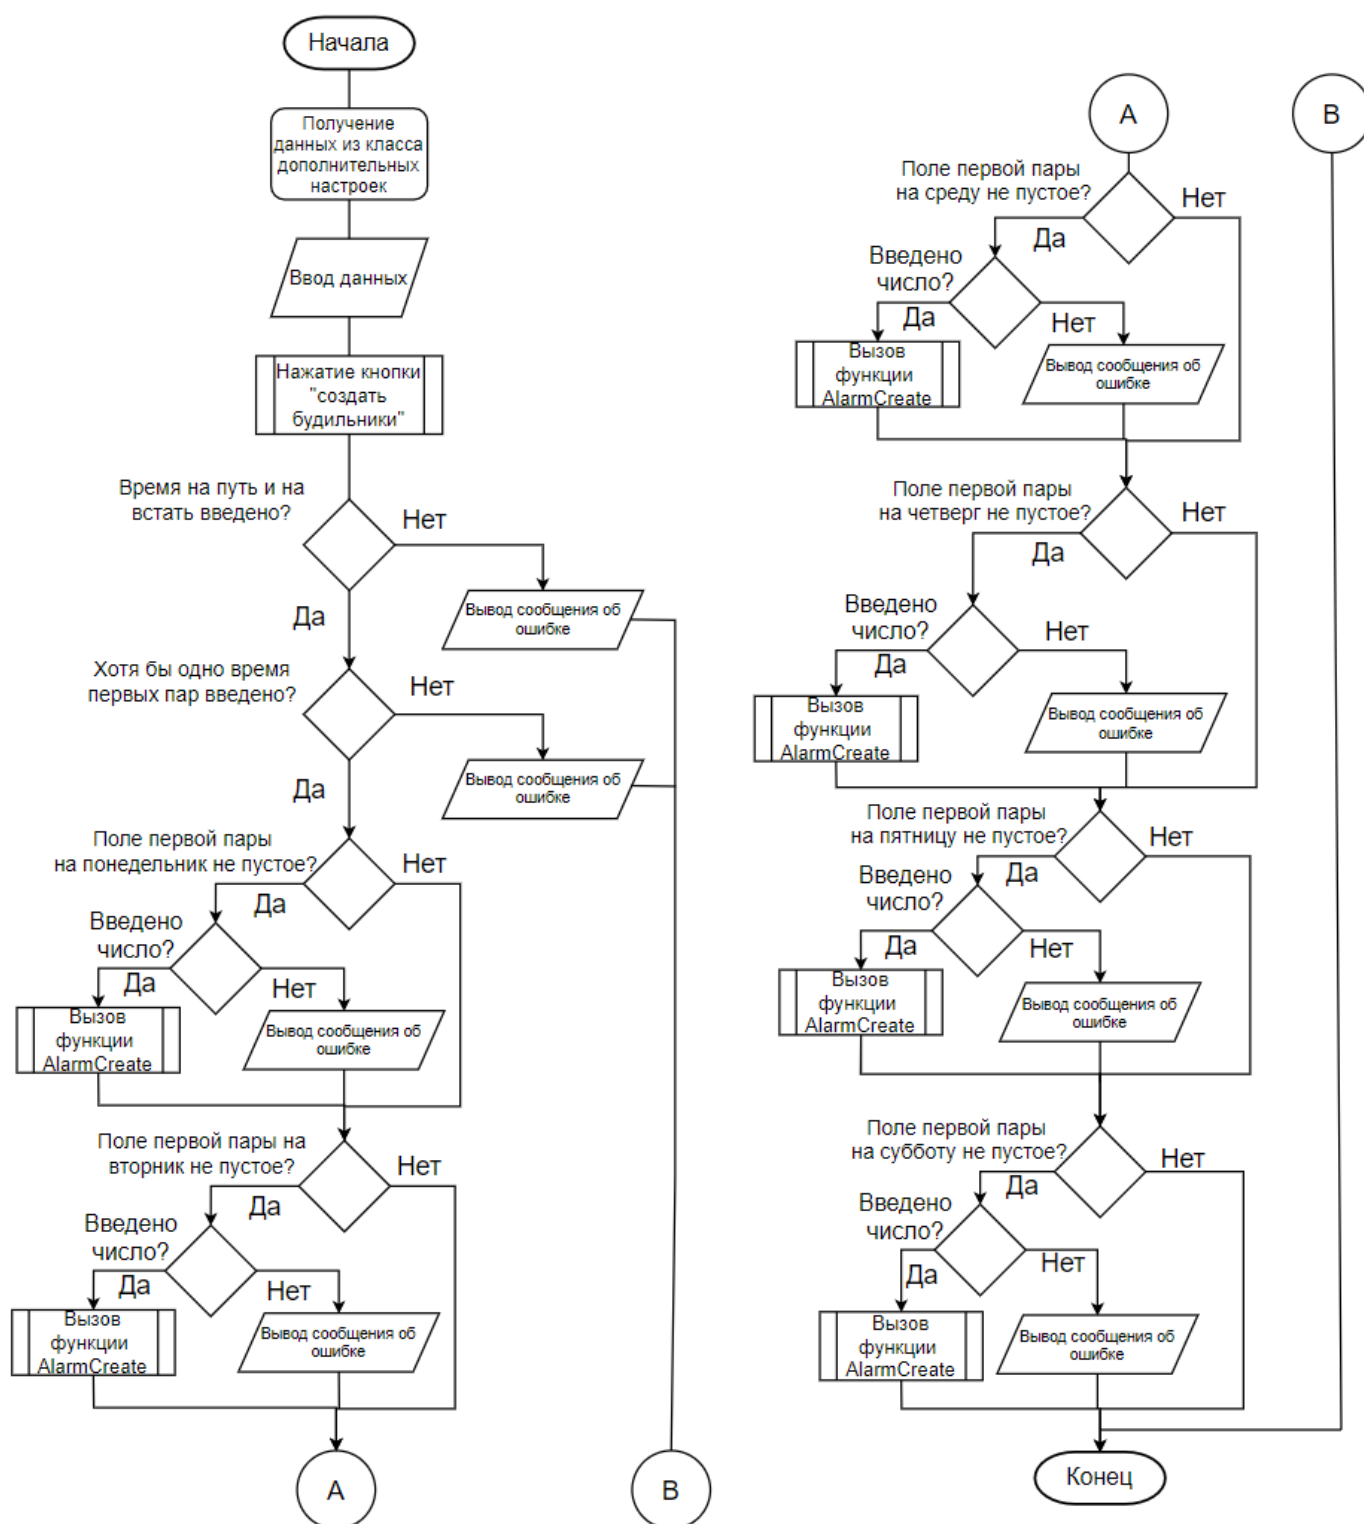 Начала
Получение
данных из класса
дополнительных
настроек
Ввод данных
Нажатие кнопки
"создать
будильники"
Время на путь и на
встать введено?
Нет
Вывод сообщения об
ошибке
Да
Хотя бы одно время
первых пар введено?
Нет
Вывод сообщения об
ошибке
Да
Поле первой пары
на понедельник не пустое?
Нет
Да
Введено
число?
Да
Нет
Вызов
функции
AlarmCreate
Вывод сообщения об
ошибке
Поле первой пары на
вторник не пустое?
Нет
Да
Введено
число?
Да
Нет
Вызов
функции
AlarmCreate
Вывод сообщения об
ошибке
A
B
A
B
Поле первой пары
на среду не пустое?
Нет
Да
Введено
число?
Да
Нет
Вызов
функции
AlarmCreate
Вывод сообщения об
ошибке
Поле первой пары
на четверг не пустое?
Нет
Да
Введено
число?
Да
Нет
Вызов
функции
AlarmCreate
Вывод сообщения об
ошибке
Поле первой пары
на пятницу не пустое?
Нет
Да
Введено
число?
Да
Нет
Вызов
функции
AlarmCreate
Вывод сообщения об
ошибке
Поле первой пары
на субботу не пустое?
Нет
Да
Введено
число?
Да
Нет
Вызов
функции
AlarmCreate
Вывод сообщения об
ошибке
Конец